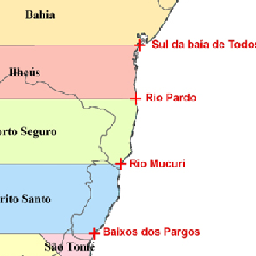 Bahia
Sul da baía de Todos
Ilheús
Rio Pardo
orto Seguro
Rio Mucuri
rito Santo
Baixos dos Pargos
São Tomé